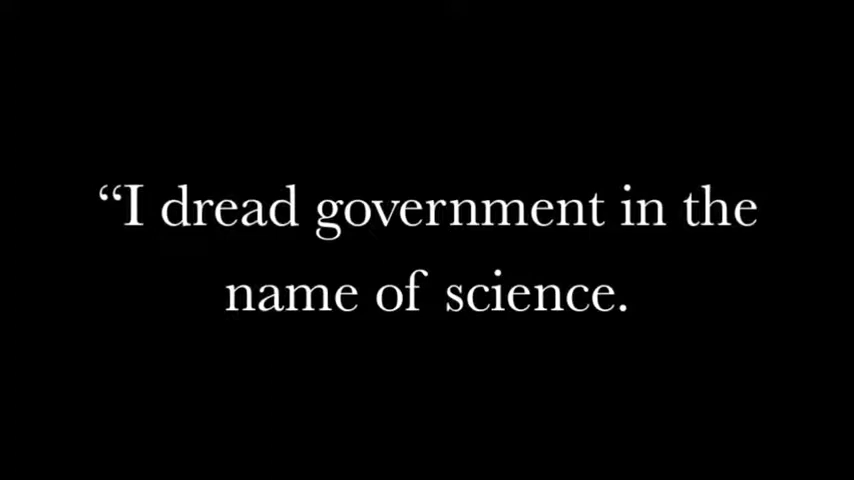 “I dread government in the
name of science.